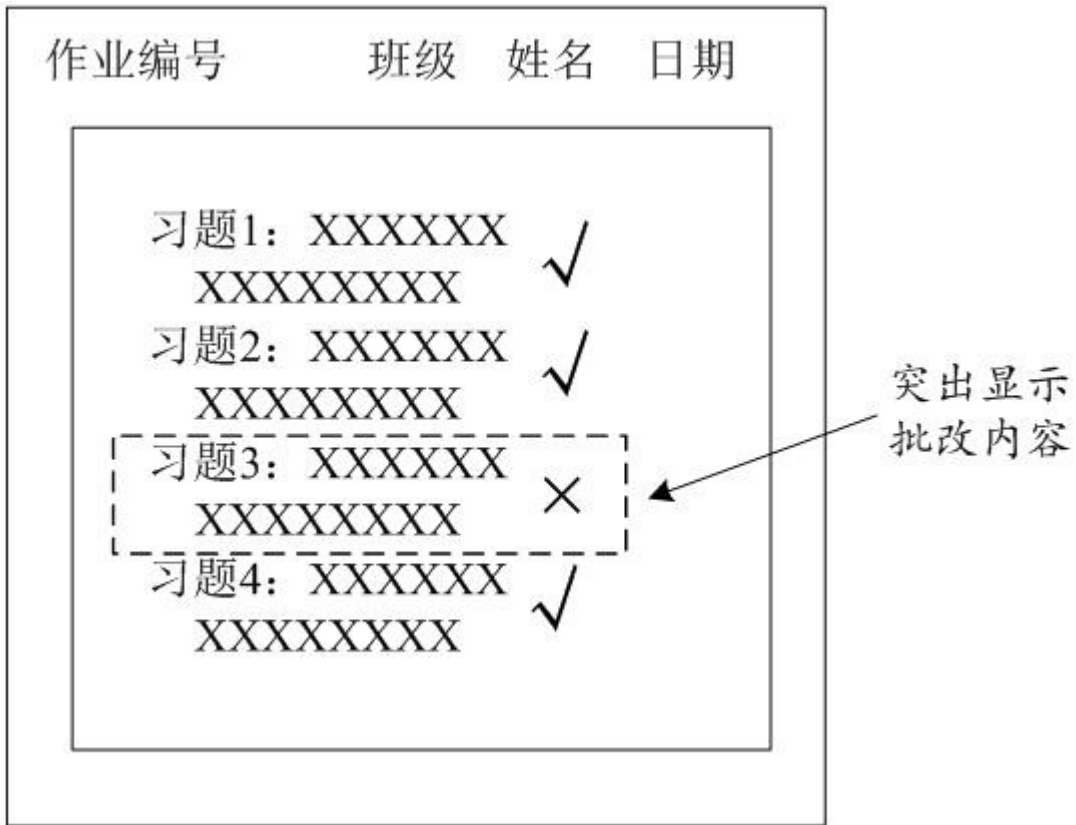 作业编号 班级 姓名 日期
习题1：XXXXXX √
XXXXXXXX
习题2：XXXXXX √
XXXXXXXX
习题3：XXXXXX ×
XXXXXXXX
习题4：XXXXXX √
XXXXXXXX
突出显示
批改内容